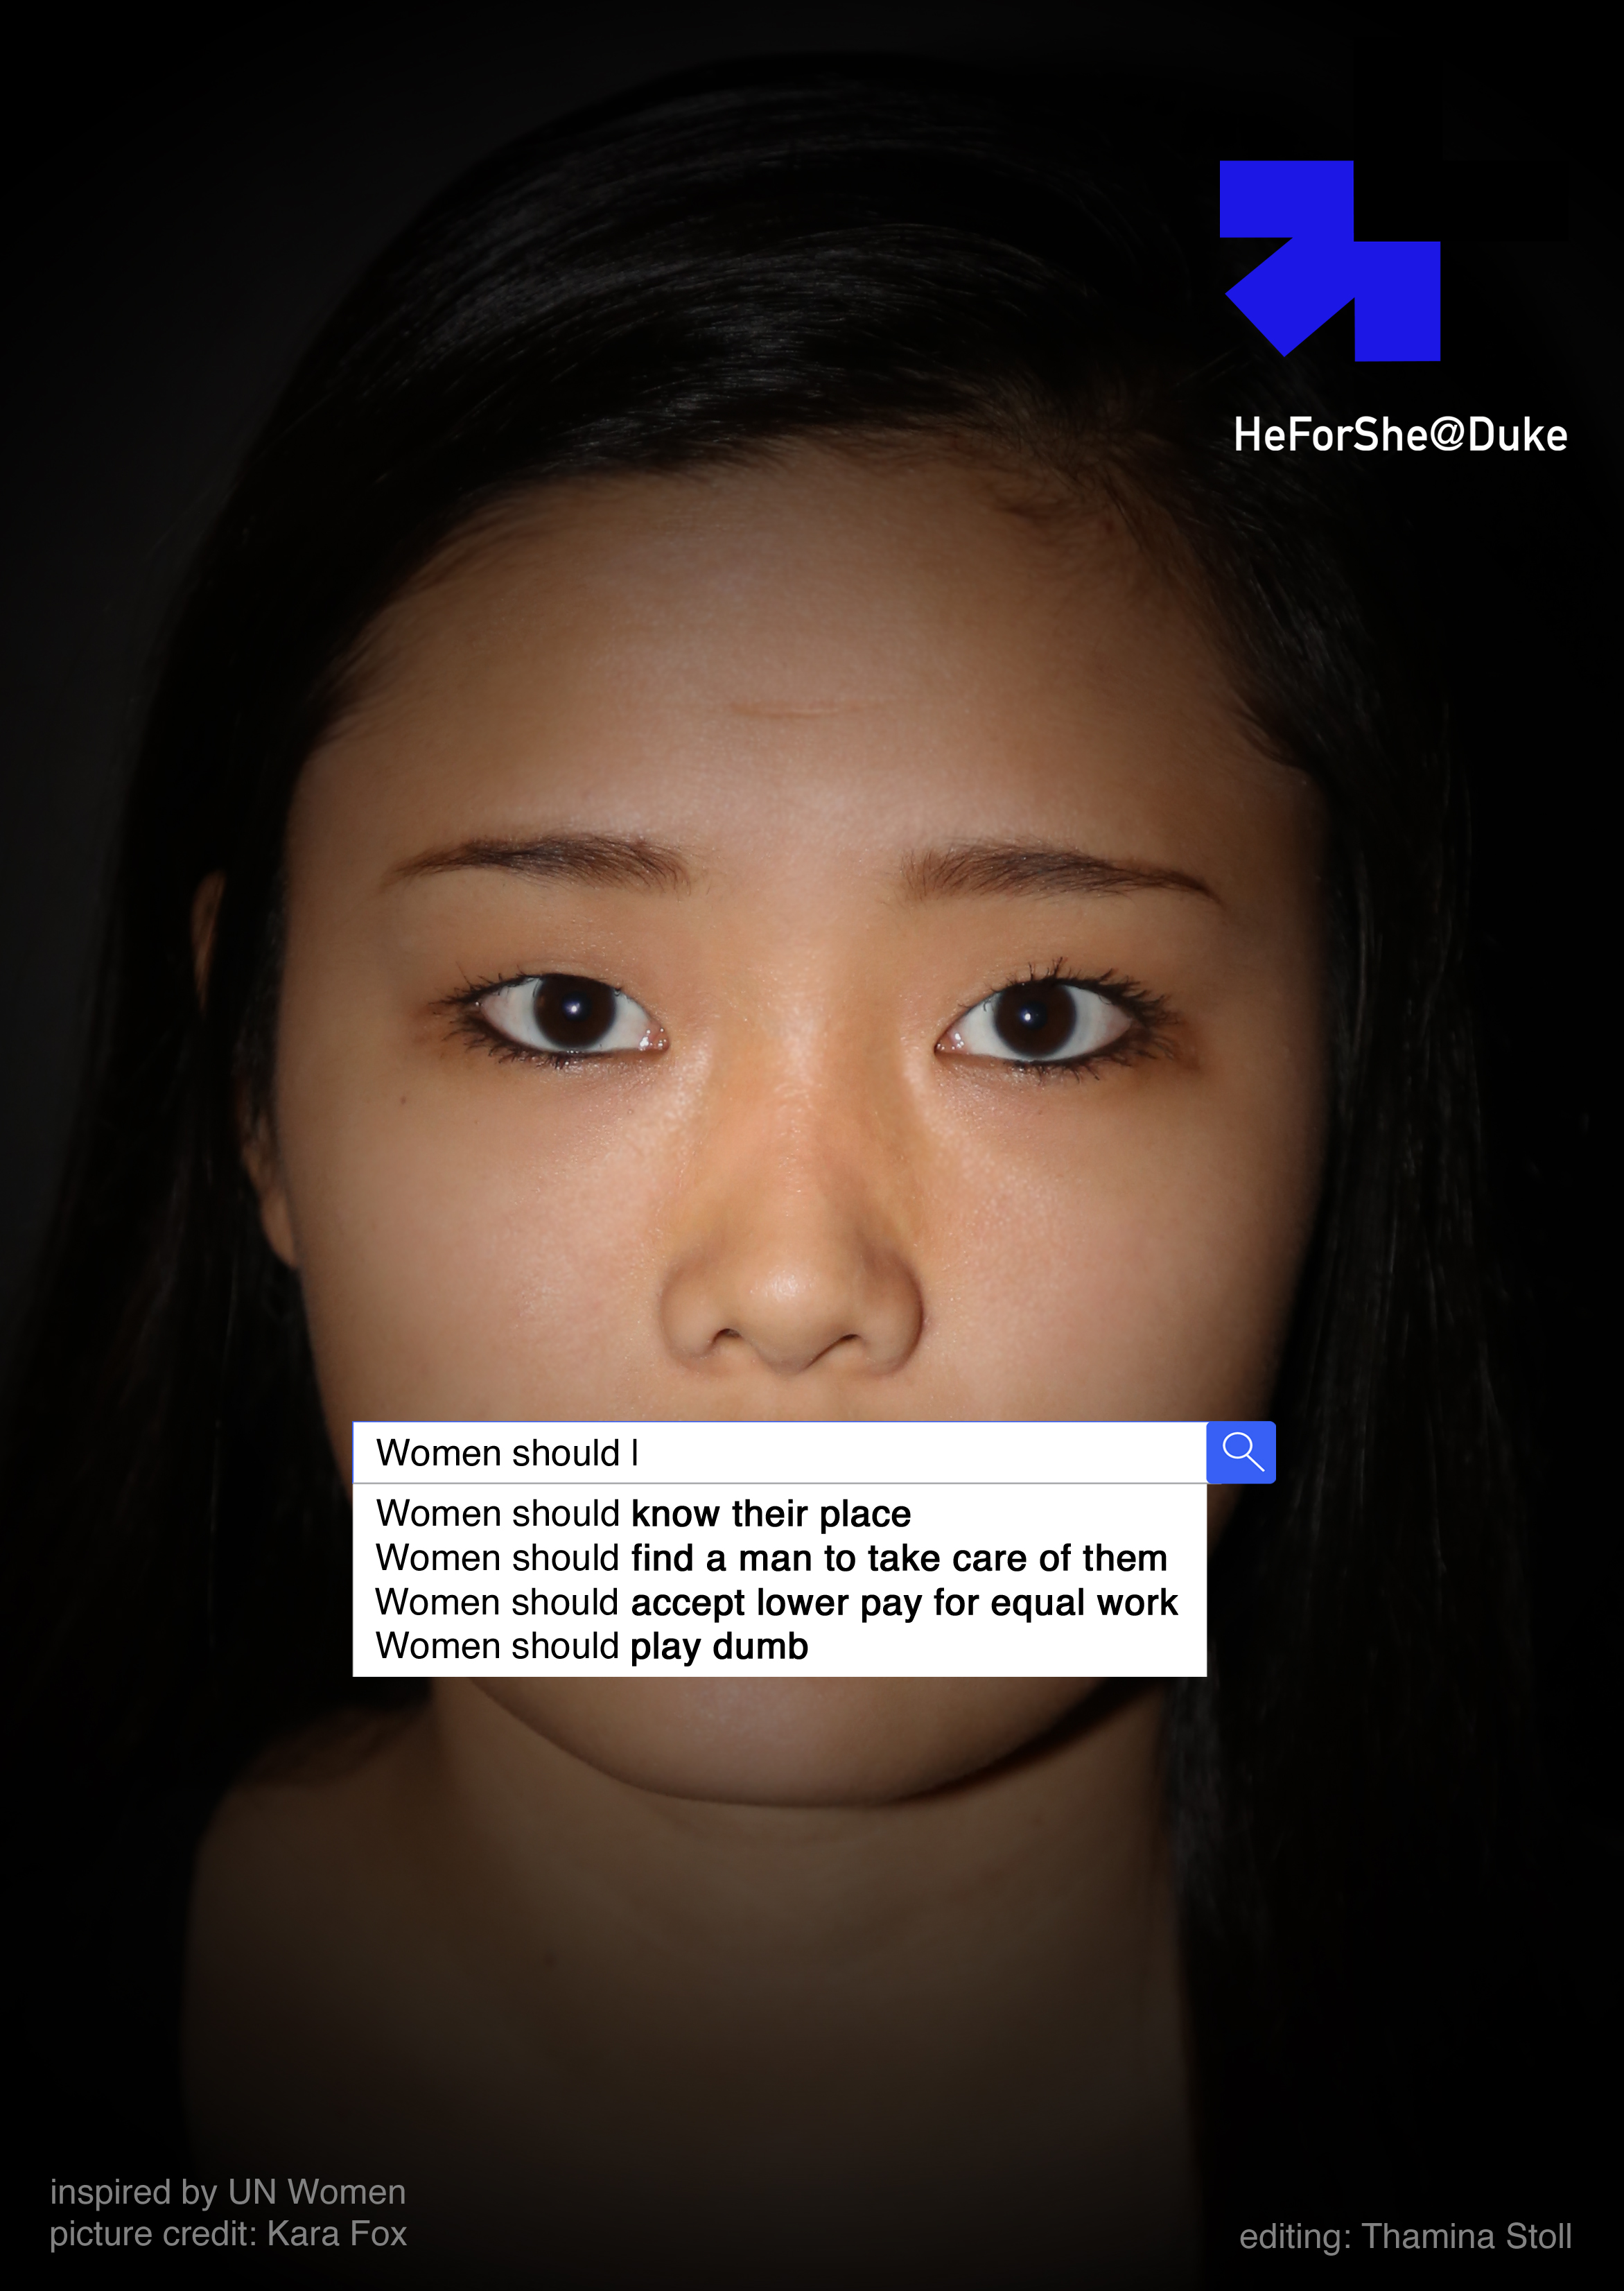 HeForShe@Duke
Women should
Women should know their place
Women should find a man to take care of them
Women should accept lower pay for equal work
Women should play dumb
inspired by UN Women
picture credit: Kara Fox
editing: Thamina Stoll